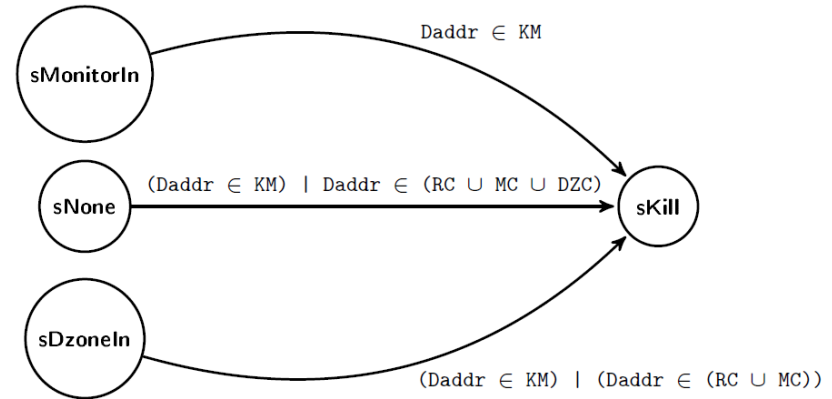 Daddr ∈ KM
sMonitorIn
(Daddr ∈ KM) | Daddr ∈ (RC ∪ MC ∪ DZC)
sNone
sKill
sDzoneIn
(Daddr ∈ KM) | (Daddr ∈ (RC ∪ MC))